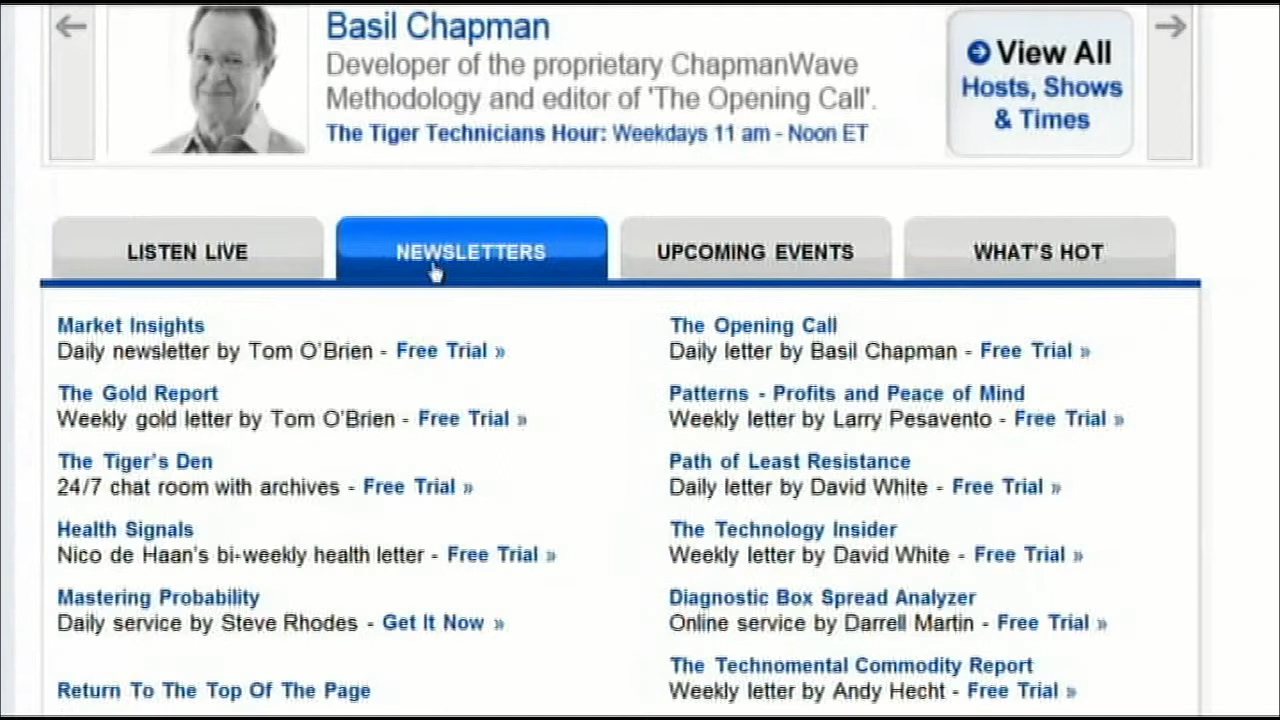 Basil Chapman
Developer of the proprietary ChapmanWave
Methodology and editor of 'The Opening Call'.
The Tiger Technicians Hour: Weekdays 11 am - Noon ET
View All
Hosts, Shows
& Times
LISTEN LIVE
NEWSLETTERS
UPCOMING EVENTS
WHAT'S HOT
Market Insights
Daily newsletter by Tom O'Brien - Free Trial »
The Gold Report
Weekly gold letter by Tom O'Brien - Free Trial »
The Tiger's Den
24/7 chat room with archives - Free Trial »
Health Signals
Nico de Haan's bi-weekly health letter - Free Trial »
Mastering Probability
Daily service by Steve Rhodes - Get It Now »
Return To The Top Of The Page
The Opening Call
Daily letter by Basil Chapman - Free Trial »
Patterns - Profits and Peace of Mind
Weekly letter by Larry Pesavento - Free Trial »
Path of Least Resistance
Daily letter by David White - Free Trial »
The Technology Insider
Weekly letter by David White - Free Trial »
Diagnostic Box Spread Analyzer
Online service by Darrell Martin - Free Trial »
The Technomental Commodity Report
Weekly letter by Andy Hecht - Free Trial »